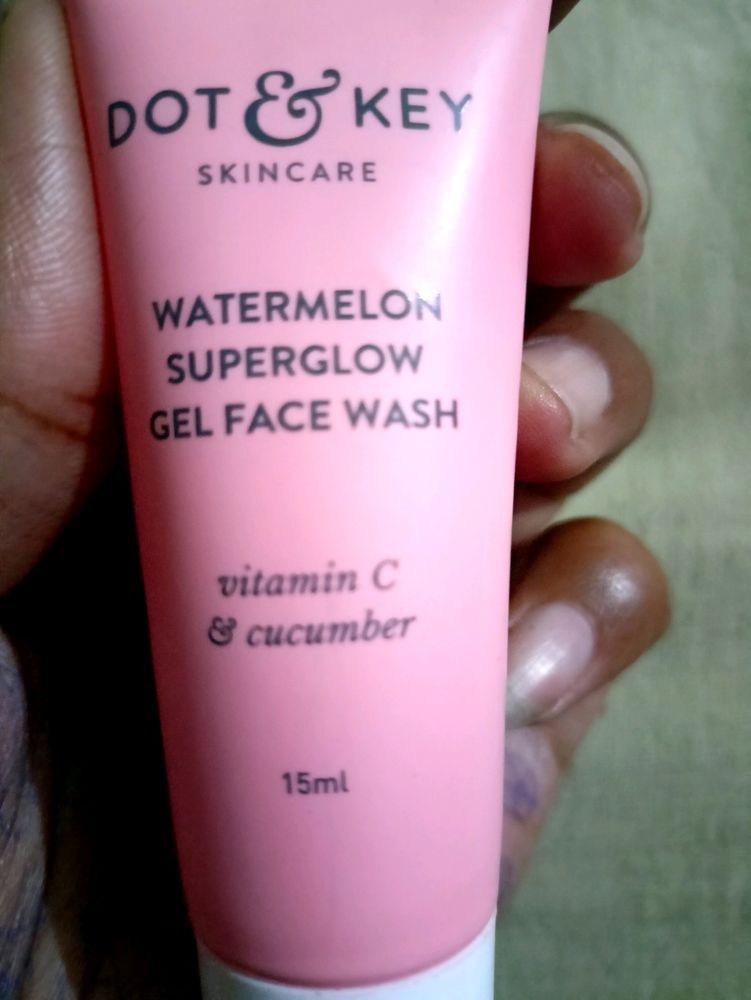 DOT & KEY
SKINCARE
WATERMELON
SUPERGLOW
GEL FACE WASH
vitamin C
& cucumber
15ml